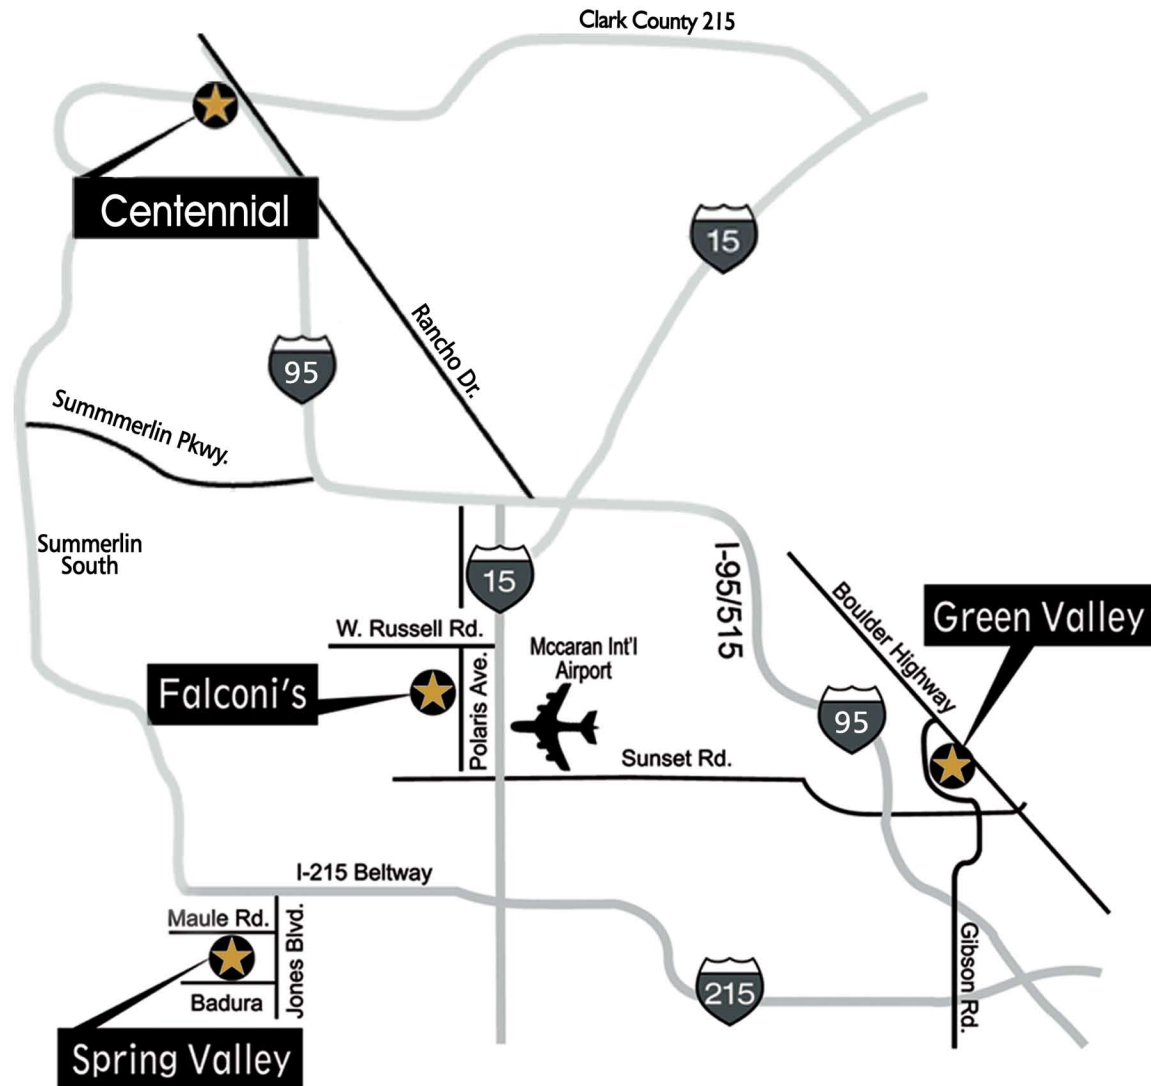 Clark County 215
Centennial
15
Rancho Dr.
95
Summmerlin Pkwy.
Summerlin
South
15
I-95/515
Boulder Highway
Green Valley
W. Russell Rd.
Mccaran Int'l
Airport
Falconi's
Polaris Ave.
95
Sunset Rd.
I-215 Beltway
Maule Rd.
Jones Blvd.
Badura
215
Gibson Rd.
Spring Valley